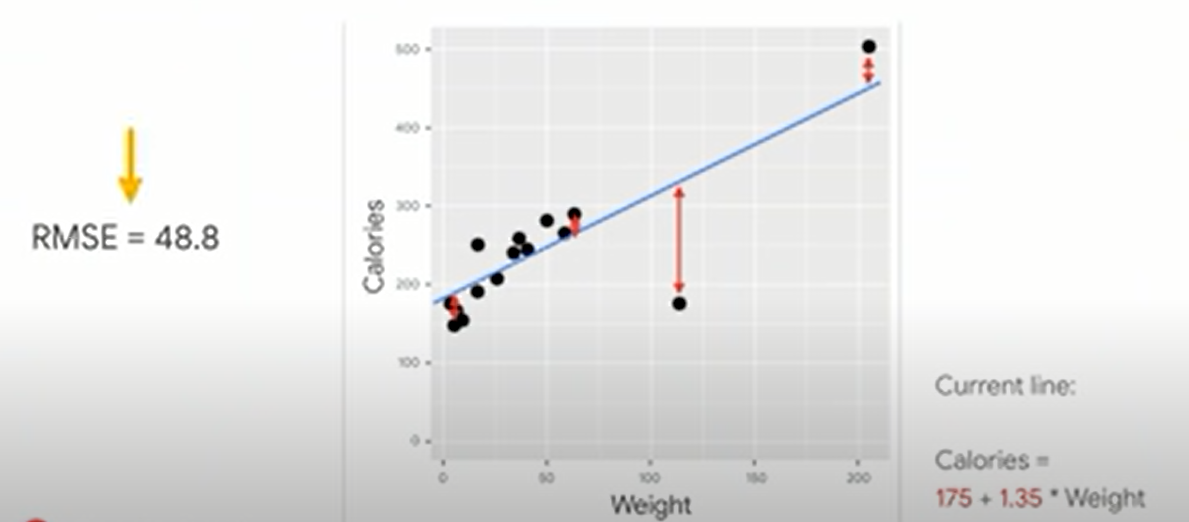 RMSE = 48.8
Calories
500
400
300
200
100
0
0 50 100 150 200
Weight
Current line:
Calories =
175 + 1.35 * Weight